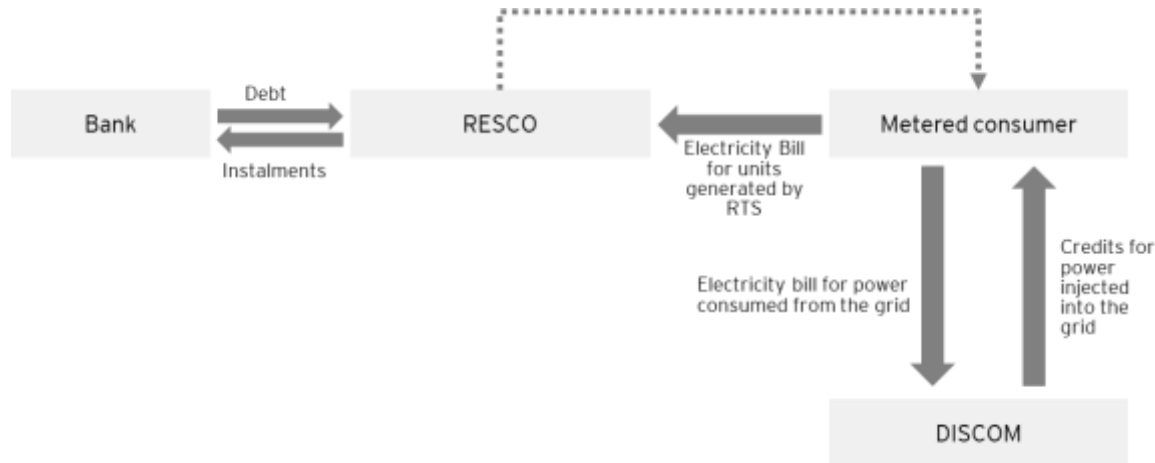 Debt
Bank
RESCO
Metered consumer
Instalments
Electricity Bill
for units
generated by
RTS
Electricity bill for power
consumed from the grid
Credits for
power
injected
into the
grid
DISCOM